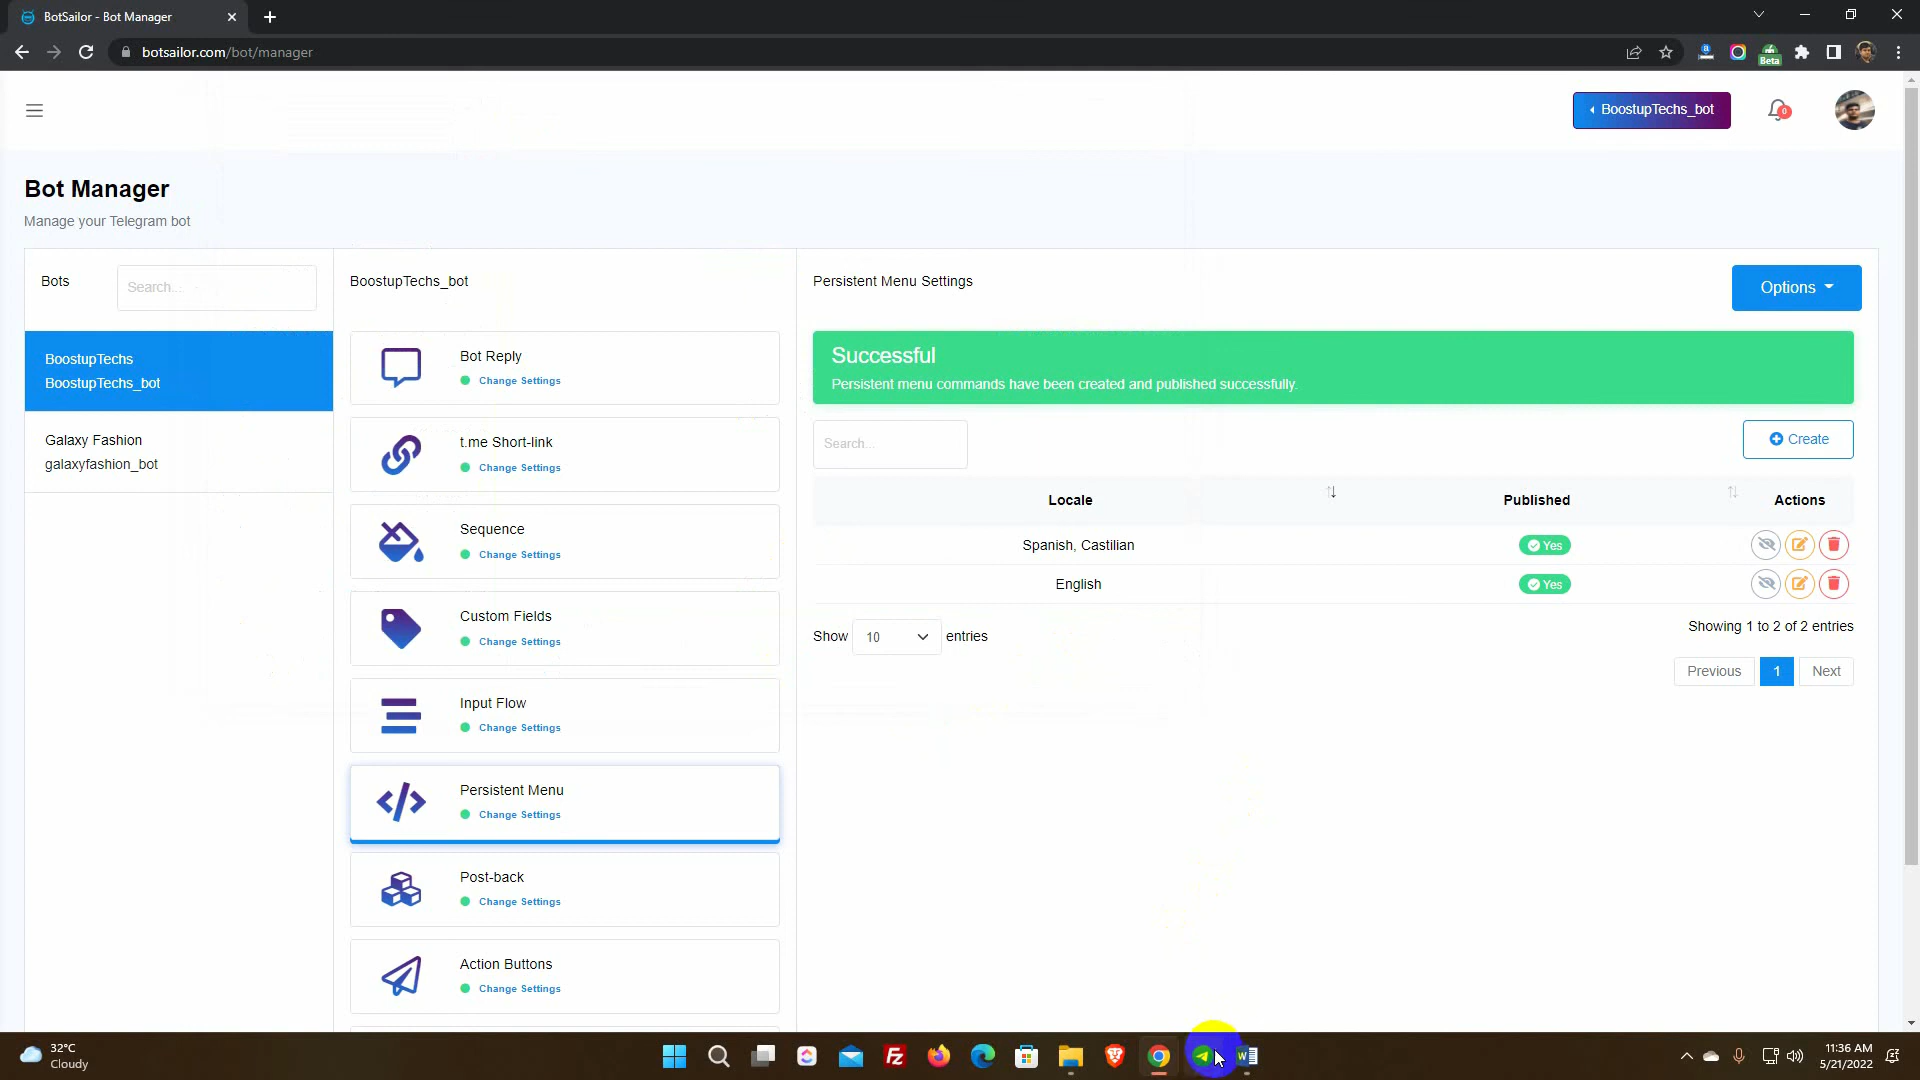 BotSailor - Bot Manager
botsailor.com/bot/manager
Beta
BoostupTechs_bot
0
Bot Manager
Manage your Telegram bot
Bots
Search...
BoostupTechs
BoostupTechs_bot
Galaxy Fashion
galaxyfashion_bot
BoostupTechs_bot
Bot Reply
Change Settings
t.me Short-link
Change Settings
Sequence
Change Settings
Custom Fields
Change Settings
Input Flow
Change Settings
Persistent Menu
Change Settings
Post-back
Change Settings
Action Buttons
Change Settings
Persistent Menu Settings
Options
Successful
Persistent menu commands have been created and published successfully.
Search...
Create
Locale Published Actions
Spanish, Castilian Yes
English Yes
Show 10 entries
Showing 1 to 2 of 2 entries
Previous 1 Next
32°C
Cloudy
Fz
W
11:36 AM
5/21/2022